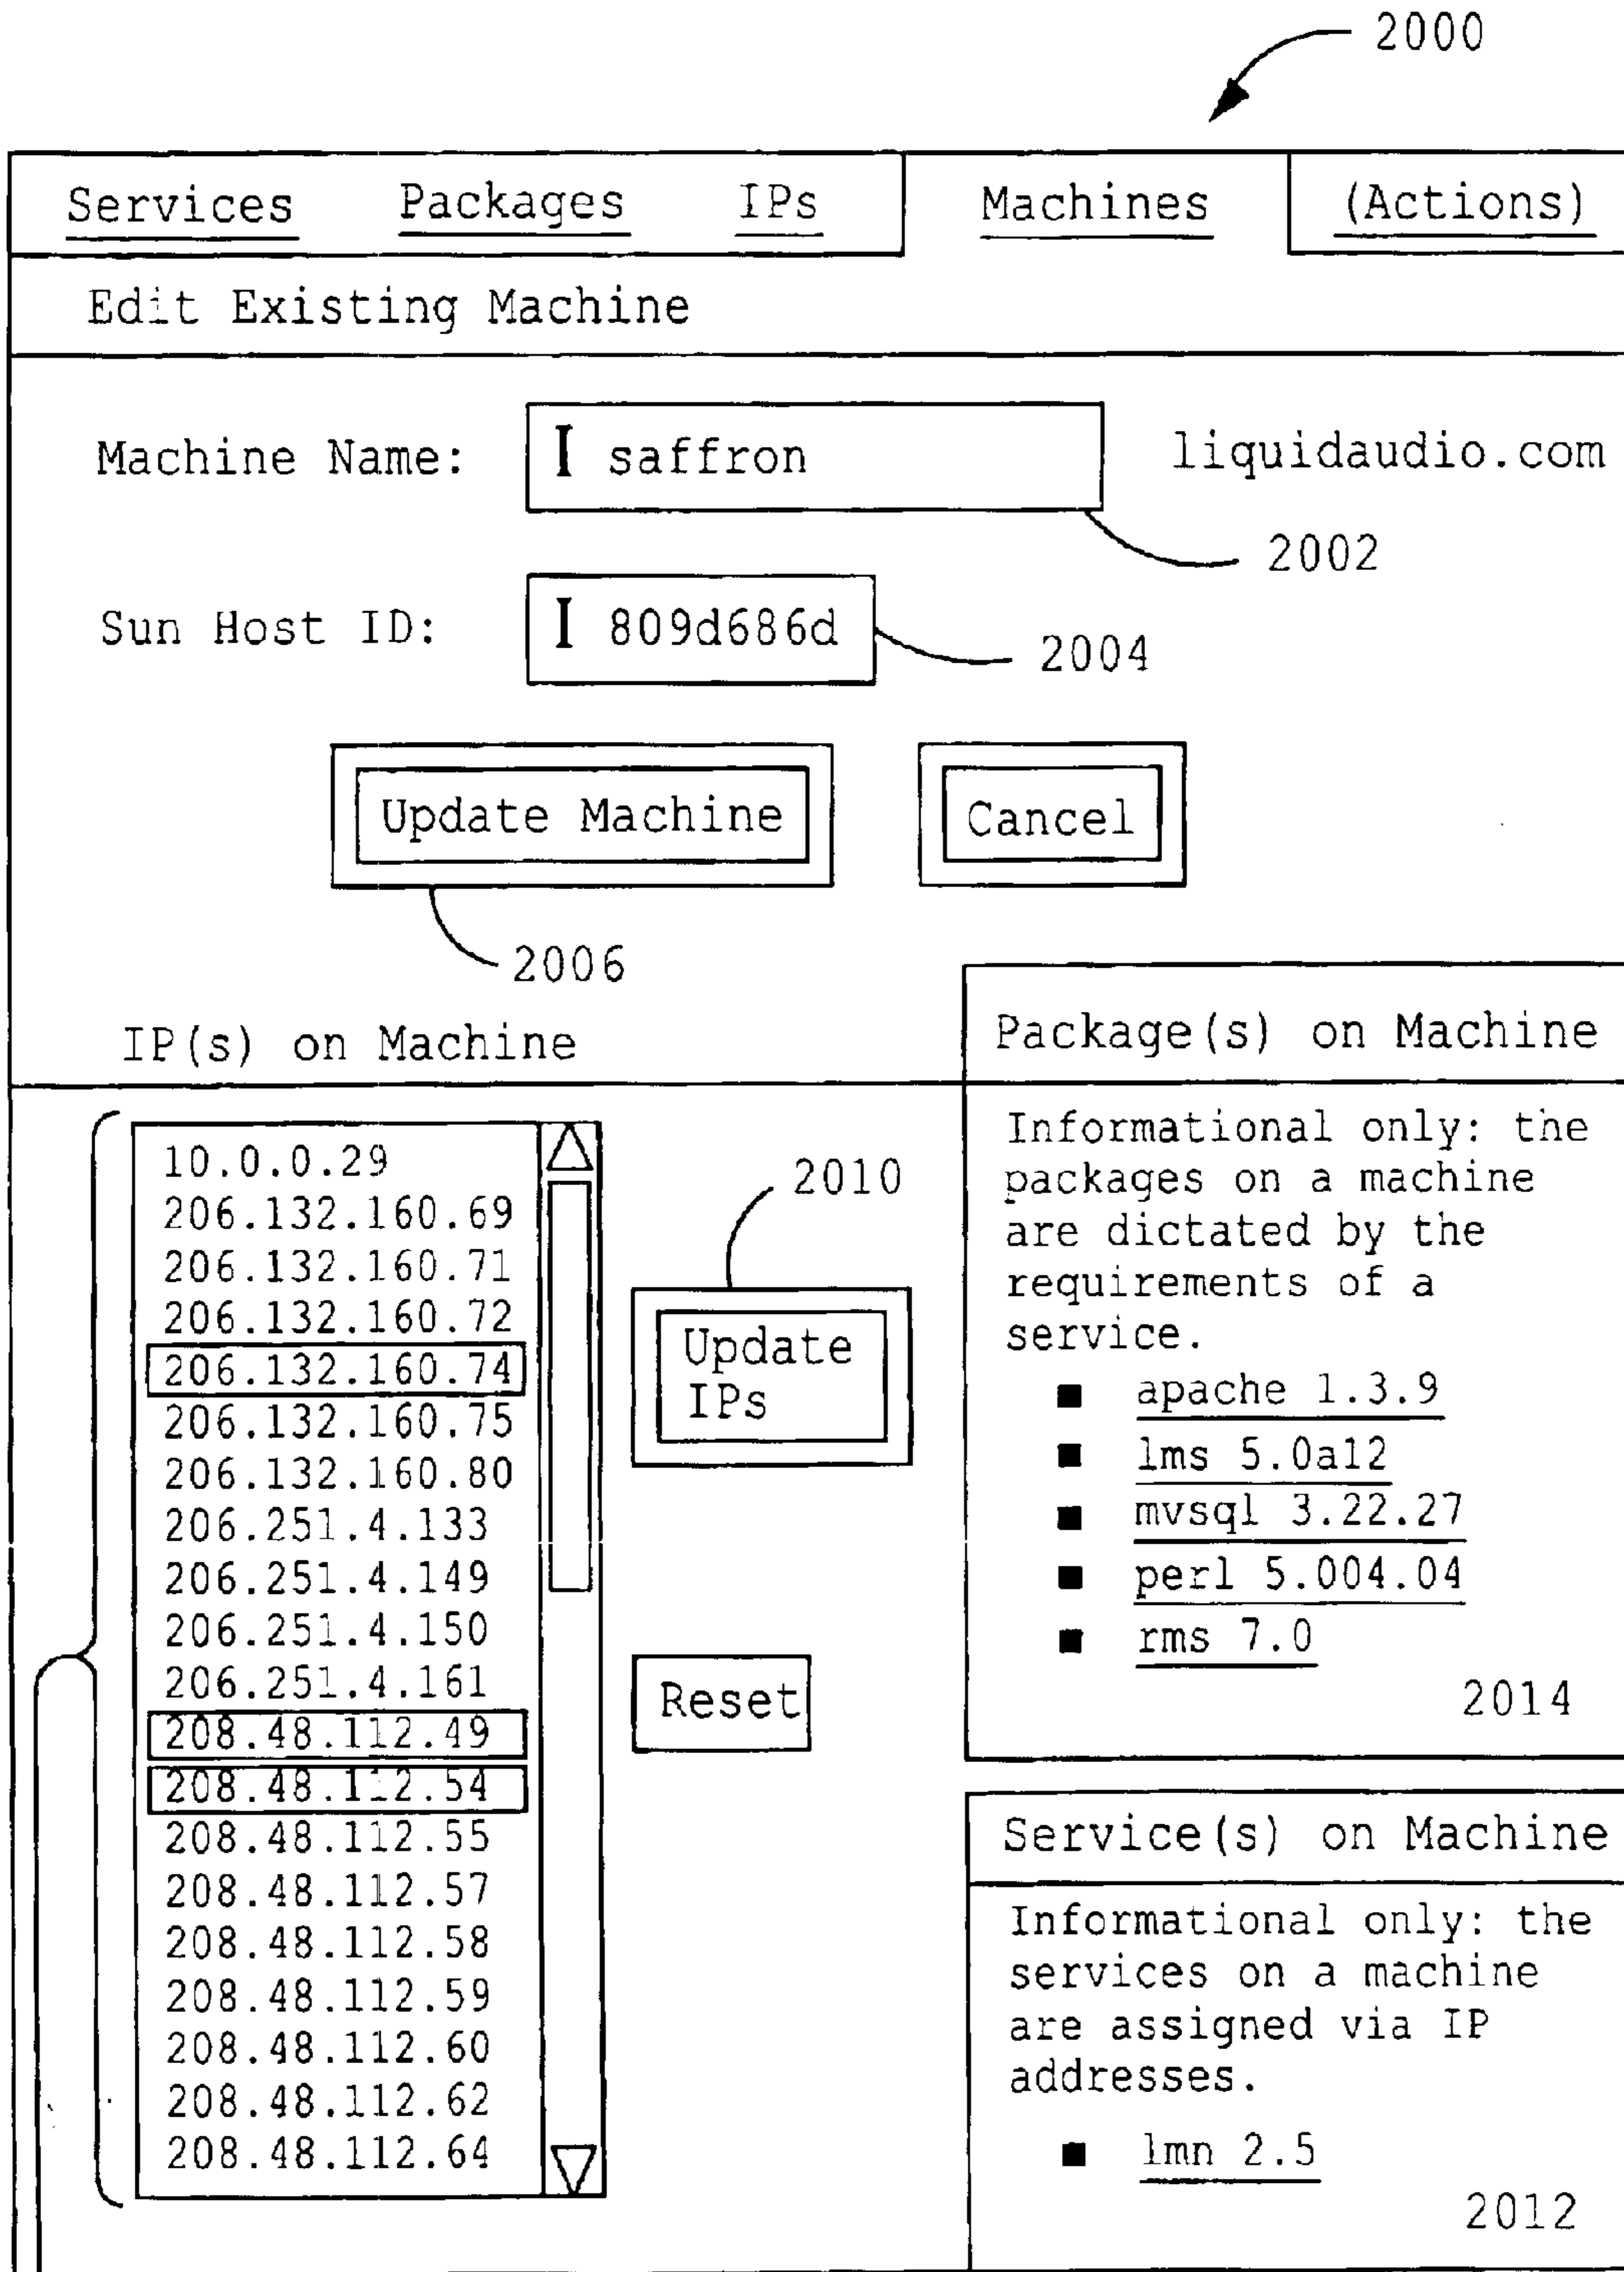 2000
Services Packages IPs Machines (Actions)
Edit Existing Machine
Machine Name: saffron liquidaudio.com
2002
Sun Host ID: 809d686d
2004
Update Machine Cancel
2006
IP(s) on Machine
10.0.0.29
206.132.160.69
206.132.160.71
206.132.160.72
206.132.160.74
206.132.160.75
206.132.160.80
206.251.4.133
206.251.4.149
206.251.4.150
206.251.4.161
208.48.112.49
208.48.112.54
208.48.112.55
208.48.112.57
208.48.112.58
208.48.112.59
208.48.112.60
208.48.112.62
208.48.112.64
2010
Update
IPs
Reset
Package(s) on Machine
Informational only: the
packages on a machine
are dictated by the
requirements of a
service.
■ apache 1.3.9
■ lms 5.0a12
■ mvsql 3.22.27
■ perl 5.004.04
■ rms 7.0
2014
Service(s) on Machine
Informational only: the
services on a machine
are assigned via IP
addresses.
■ lmn 2.5
2012